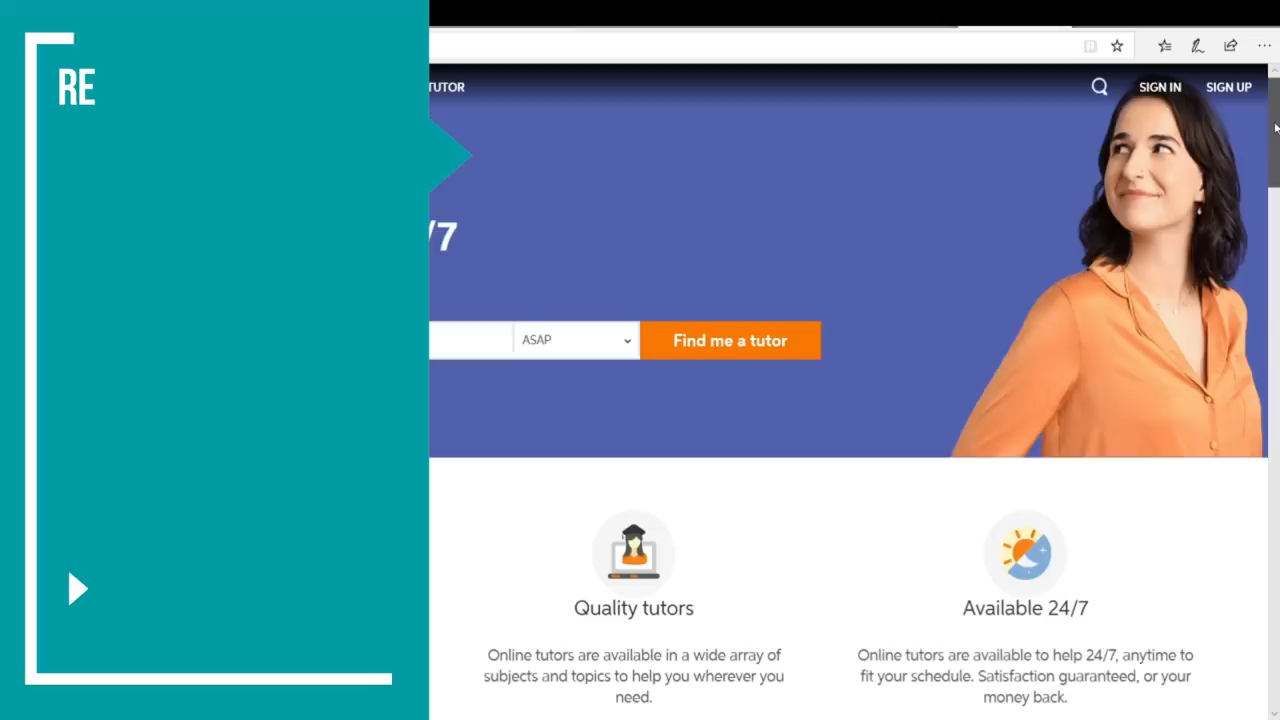 RE
TUTOR
SIGN IN
SIGN UP
/7
ASAP
Find me a tutor
Quality tutors
Available 24/7
Online tutors are available in a wide array of
subjects and topics to help you wherever you
need.
Online tutors are available to help 24/7, anytime to
fit your schedule. Satisfaction guaranteed, or your
money back.